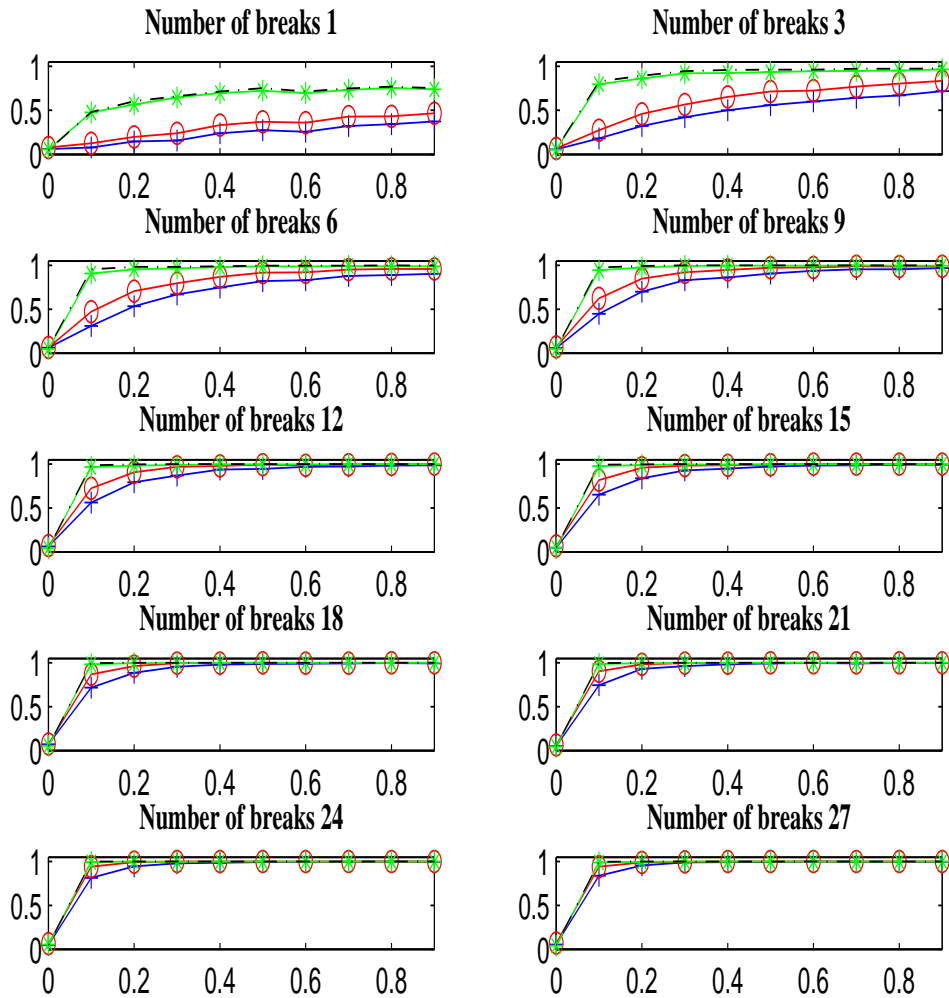 Number of breaks 1
1
0.5
0
0 0.2 0.4 0.6 0.8
Number of breaks 3
1
0.5
0
0 0.2 0.4 0.6 0.8
Number of breaks 6
1
0.5
0
0 0.2 0.4 0.6 0.8
Number of breaks 9
1
0.5
0
0 0.2 0.4 0.6 0.8
Number of breaks 12
1
0.5
0
0 0.2 0.4 0.6 0.8
Number of breaks 15
1
0.5
0
0 0.2 0.4 0.6 0.8
Number of breaks 18
1
0.5
0
0 0.2 0.4 0.6 0.8
Number of breaks 21
1
0.5
0
0 0.2 0.4 0.6 0.8
Number of breaks 24
1
0.5
0
0 0.2 0.4 0.6 0.8
Number of breaks 27
1
0.5
0
0 0.2 0.4 0.6 0.8